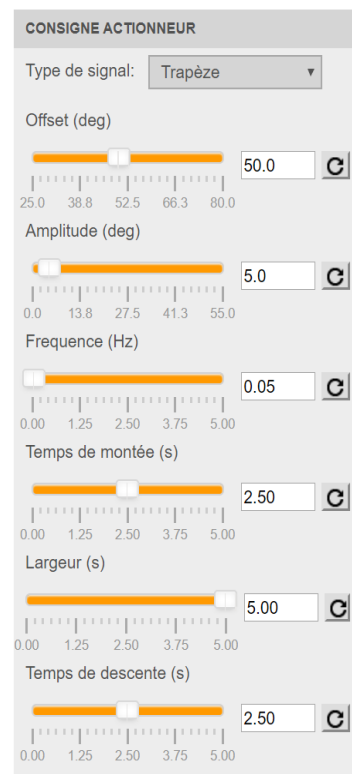 CONSIGNE ACTIONNEUR
Type de signal: Trapèze
Offset (deg)
50.0
25.0 38.8 52.5 66.3 80.0
Amplitude (deg)
5.0
0.0 13.8 27.5 41.3 55.0
Frequence (Hz)
0.05
0.00 1.25 2.50 3.75 5.00
Temps de montée (s)
2.50
0.00 1.25 2.50 3.75 5.00
Largeur (s)
5.00
0.00 1.25 2.50 3.75 5.00
Temps de descente (s)
2.50
0.00 1.25 2.50 3.75 5.00